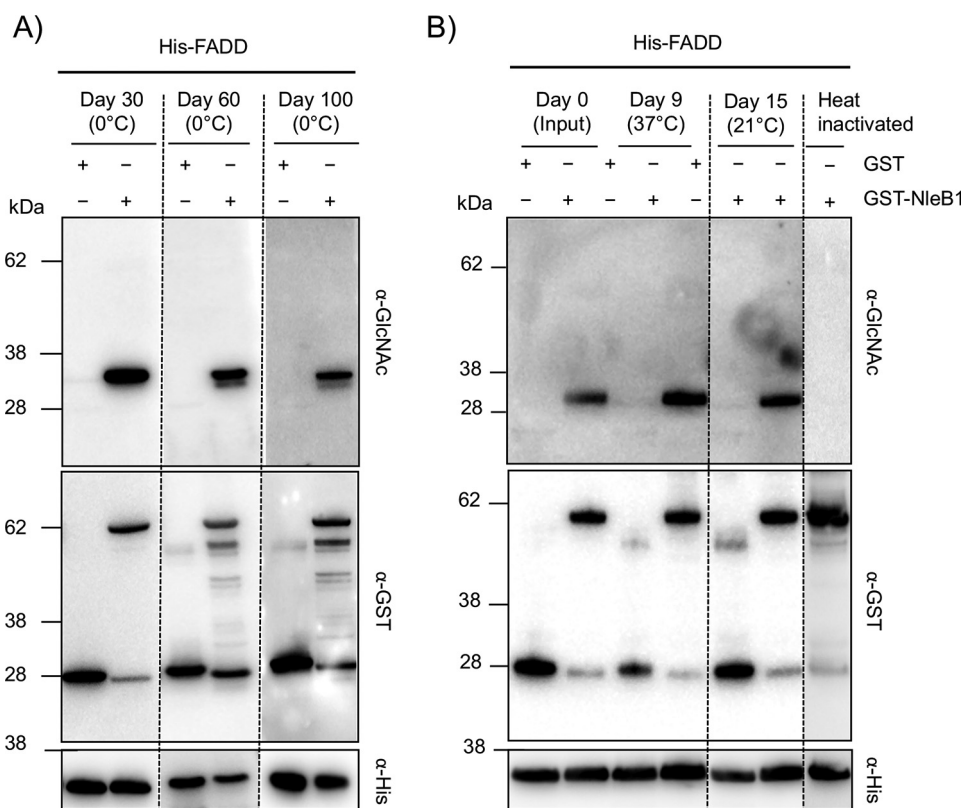 A)
His-FADD
Day 30 Day 60 Day 100
(0°C) (0°C) (0°C)
+ – + – + –
kDa – + – + – +
62
38
28
α-GlcNAc
62
38
28
α-GST
38
α-His
B)
His-FADD
Day 0 Day 9 Day 15 Heat
(Input) (37°C) (21°C) inactivated
+ – + – + – – – GST
kDa – + – + – + + + GST-NleB1
62
38
28
α-GlcNAc
62
38
28
α-GST
38
α-His